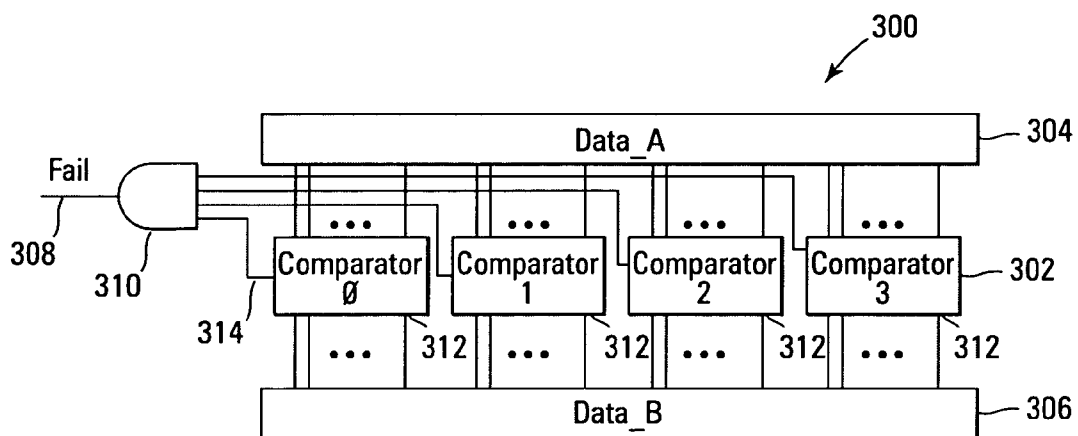 300
Data_A
304
Fail
308
310
314
Comparator
Ø
Comparator
1
Comparator
2
Comparator
3
302
312
312
312
312
Data_B
306